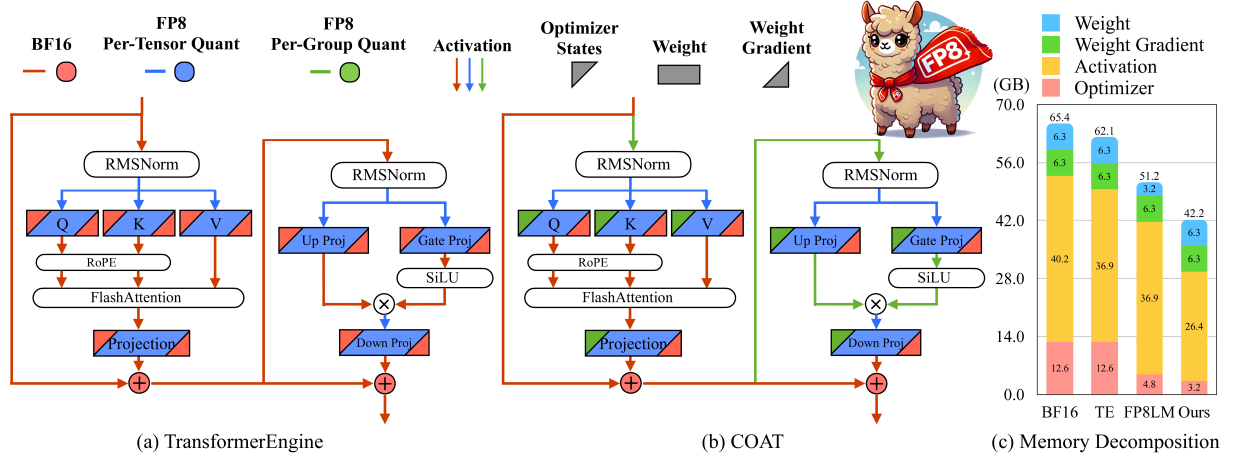 BF16
FP8
Per-Tensor Quant
FP8
Per-Group Quant
Activation
Optimizer
States
Weight
Weight
Gradient
FP8
RMSNorm
Q
K
V
RoPE
FlashAttention
Projection
+
RMSNorm
Up Proj
Gate Proj
SiLU
×
Down Proj
+
(a) TransformerEngine
RMSNorm
Q
K
V
RoPE
FlashAttention
Projection
+
RMSNorm
Up Proj
Gate Proj
SiLU
×
Down Proj
+
(b) COAT
Weight
Weight Gradient
Activation
Optimizer
(GB)
70.0
56.0
42.0
28.0
14.0
0.0
65.4
6.3
6.3
40.2
12.6
62.1
6.3
6.3
36.9
12.6
51.2
3.2
6.3
36.9
4.8
42.2
6.3
6.3
26.4
3.2
BF16 TE FP8LM Ours
(c) Memory Decomposition